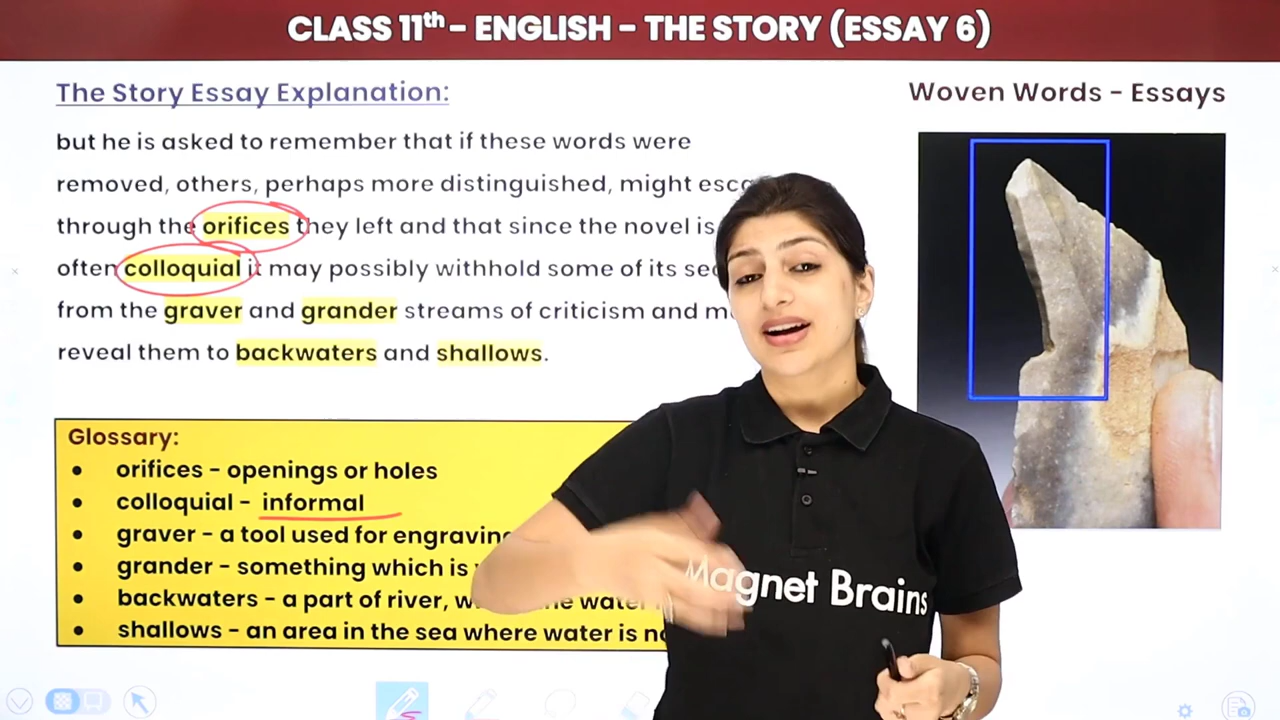 CLASS 11th - ENGLISH - THE STORY (ESSAY 6)
The Story Essay Explanation:
Woven Words - Essays
but he is asked to remember that if these words were
removed, others, perhaps more distinguished, might
through the orifices they left and that since the novel is
often colloquial it may possibly withhold some of its
from the graver and grander streams of criticism and
reveal them to backwaters and shallows.
Glossary:
• orifices - openings or holes
• colloquial - informal
• graver - a tool used for
• grander - something which is
• backwaters - a part of river,
• shallows - an area in the sea where water is
Magnet Brains